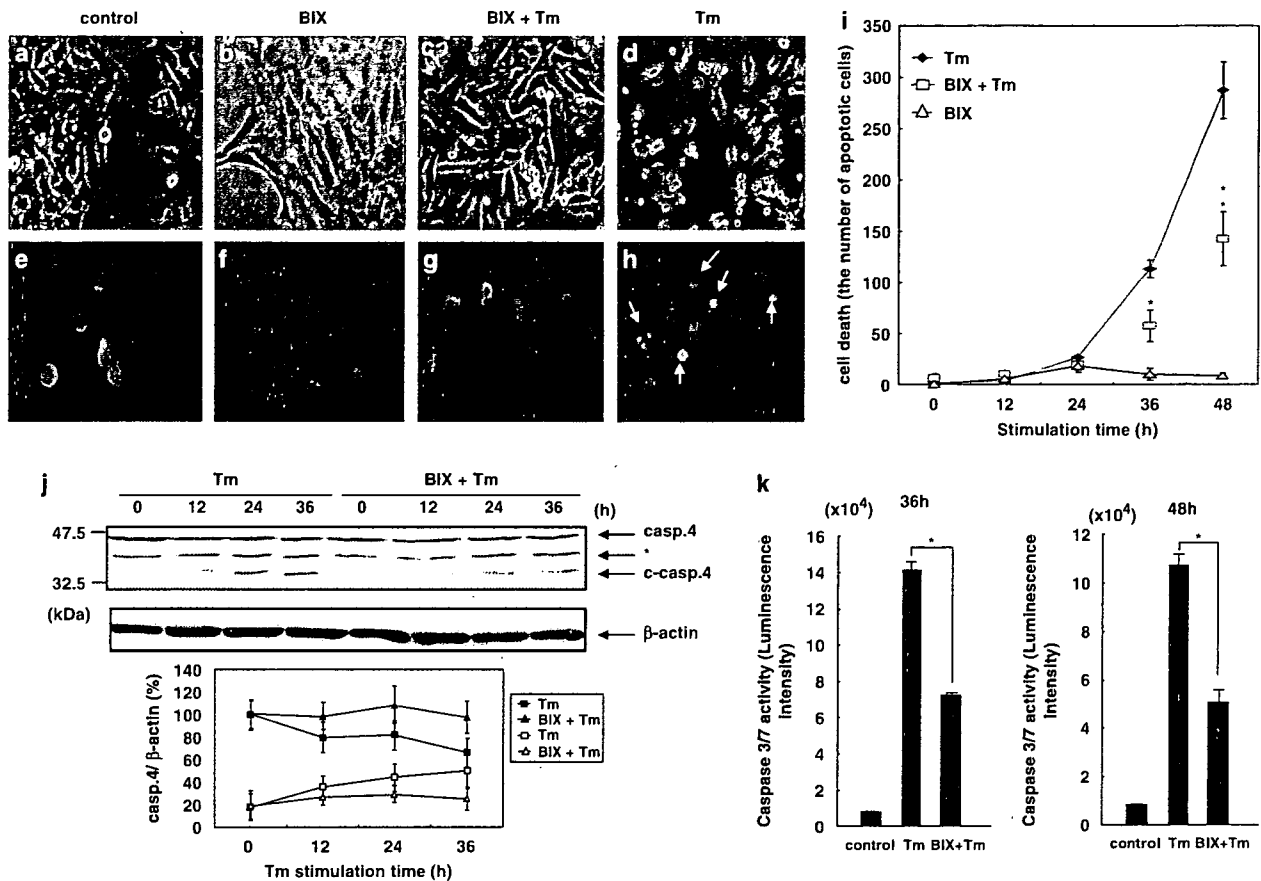 control BIX BIX + Tm Tm
a b c d
e f g h
i
350
300
250
200
150
100
50
0
cell death (the number of apoptotic cells)
Tm
BIX + Tm
BIX
*
*
*
0 12 24 36 48
Stimulation time (h)
j
Tm BIX + Tm
0 12 24 36 0 12 24 36 (h)
47.5
32.5
(kDa)
casp.4
*
c-casp.4
β-actin
140
120
100
80
60
40
20
0
casp.4/ β-actin (%)
Tm
BIX + Tm
Tm
BIX + Tm
0 12 24 36
Tm stimulation time (h)
k
(x10⁴) 36h
16
14
12
10
8
6
4
2
0
Caspase 3/7 activity (Luminescence
Intensity)
*
control Tm BIX+Tm
(x10⁴) 48h
12
10
8
6
4
2
0
Caspase 3/7 activity (Luminescence
Intensity)
*
control Tm BIX+Tm